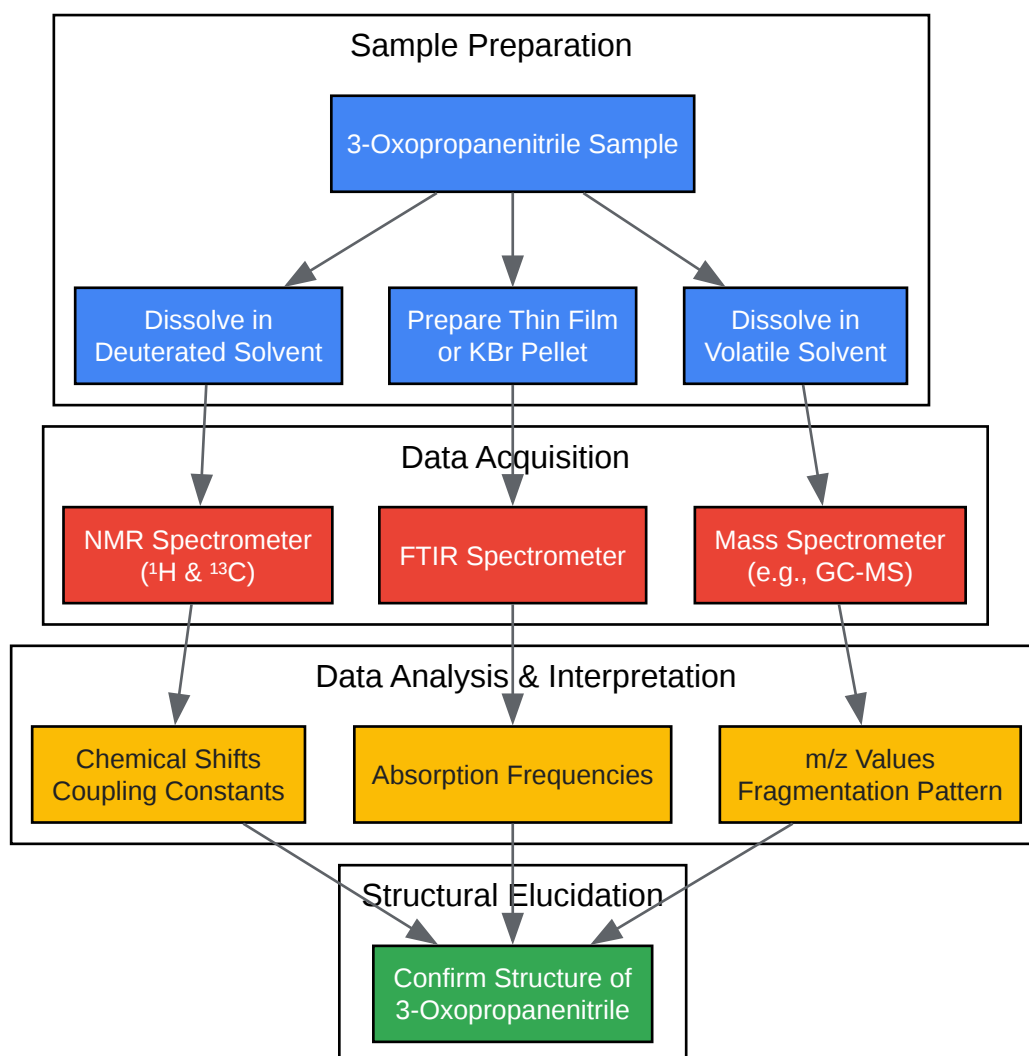 Sample Preparation
3-Oxopropanenitrile Sample
Dissolve in
Deuterated Solvent
Prepare Thin Film
or KBr Pellet
Dissolve in
Volatile Solvent
Data Acquisition
NMR Spectrometer
(¹H & ¹³C)
FTIR Spectrometer
Mass Spectrometer
(e.g., GC-MS)
Data Analysis & Interpretation
Chemical Shifts
Coupling Constants
Absorption Frequencies
m/z Values
Fragmentation Pattern
Structural Elucidation
Confirm Structure of
3-Oxopropanenitrile